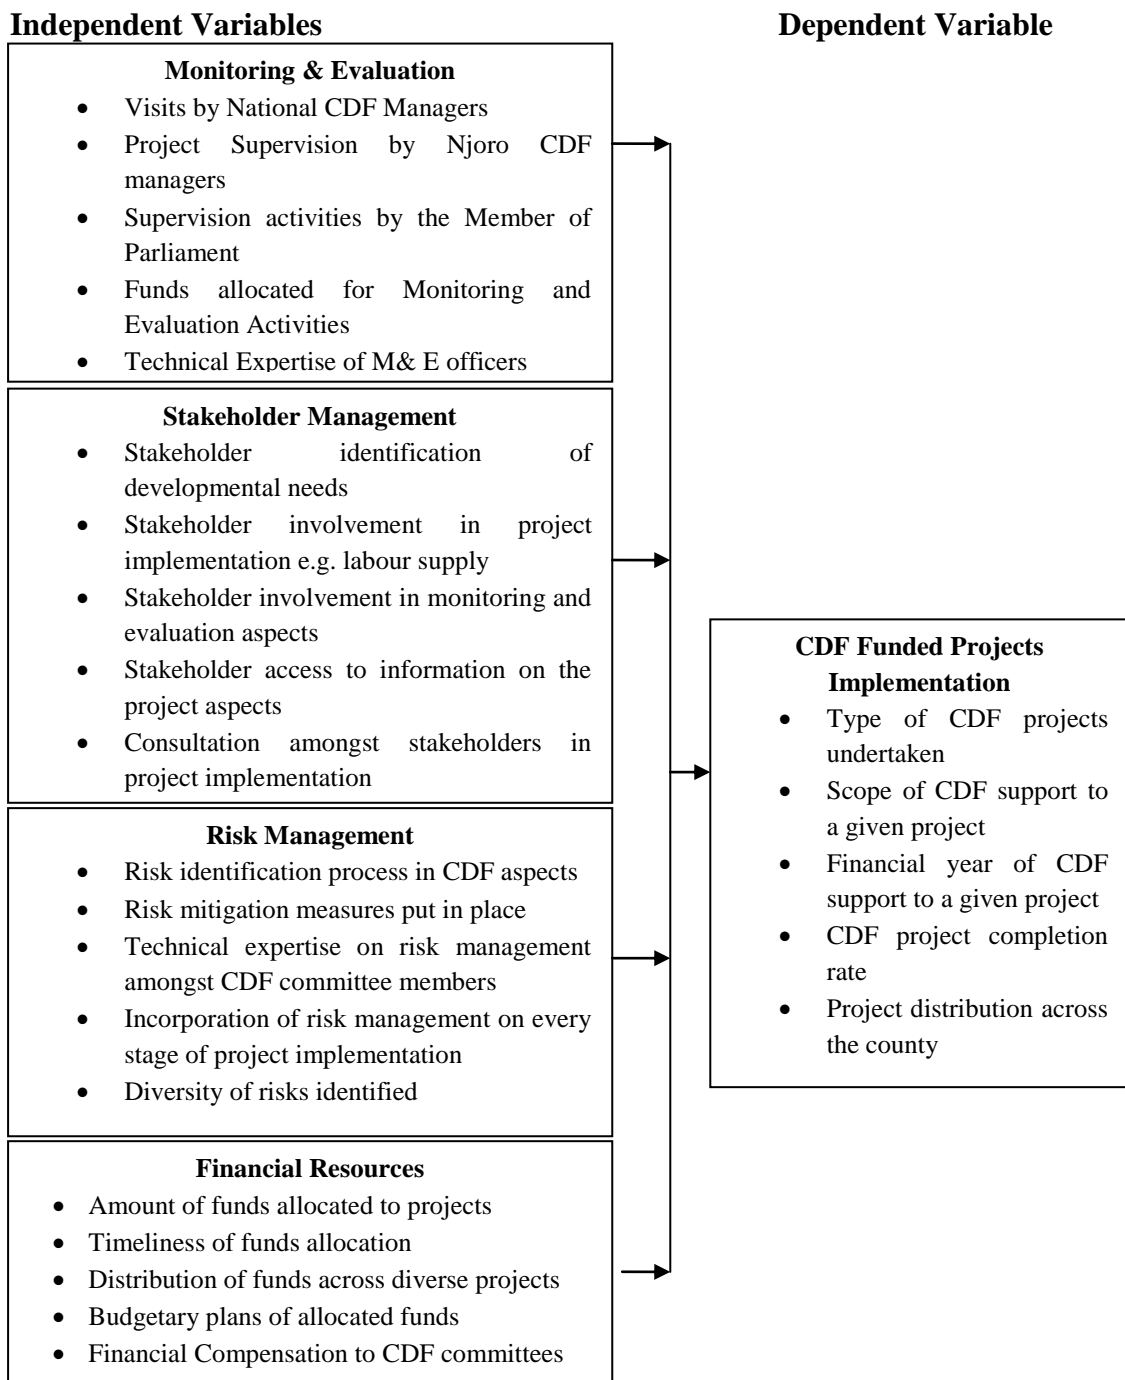 Independent Variables
Dependent Variable
Monitoring & Evaluation
• Visits by National CDF Managers
• Project Supervision by Njoro CDF
managers
• Supervision activities by the Member of
Parliament
• Funds allocated for Monitoring and
Evaluation Activities
• Technical Expertise of M& E officers
Stakeholder Management
• Stakeholder identification of
developmental needs
• Stakeholder involvement in project
implementation e.g. labour supply
• Stakeholder involvement in monitoring and
evaluation aspects
• Stakeholder access to information on the
project aspects
• Consultation amongst stakeholders in
project implementation
Risk Management
• Risk identification process in CDF aspects
• Risk mitigation measures put in place
• Technical expertise on risk management
amongst CDF committee members
• Incorporation of risk management on every
stage of project implementation
• Diversity of risks identified
Financial Resources
• Amount of funds allocated to projects
• Timeliness of funds allocation
• Distribution of funds across diverse projects
• Budgetary plans of allocated funds
• Financial Compensation to CDF committees
CDF Funded Projects
Implementation
• Type of CDF projects
undertaken
• Scope of CDF support to
a given project
• Financial year of CDF
support to a given project
• CDF project completion
rate
• Project distribution across
the county